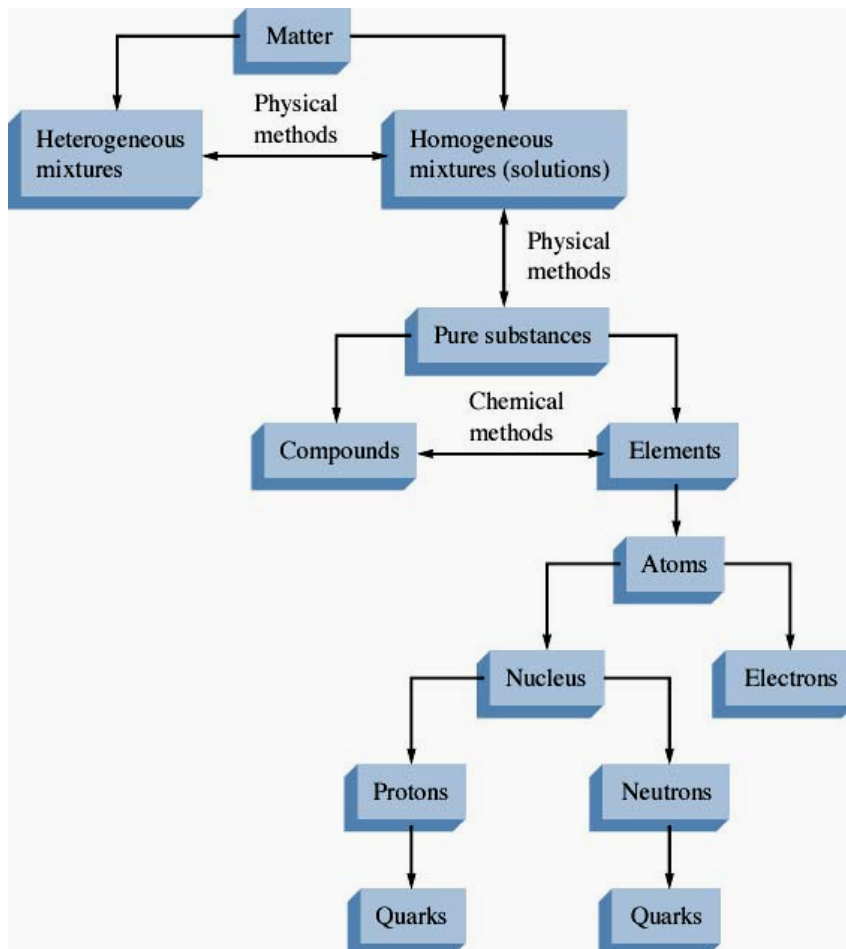 Matter
Physical
methods
Heterogeneous
mixtures
Homogeneous
mixtures (solutions)
Physical
methods
Pure substances
Chemical
methods
Compounds
Elements
Atoms
Nucleus
Electrons
Protons
Neutrons
Quarks
Quarks